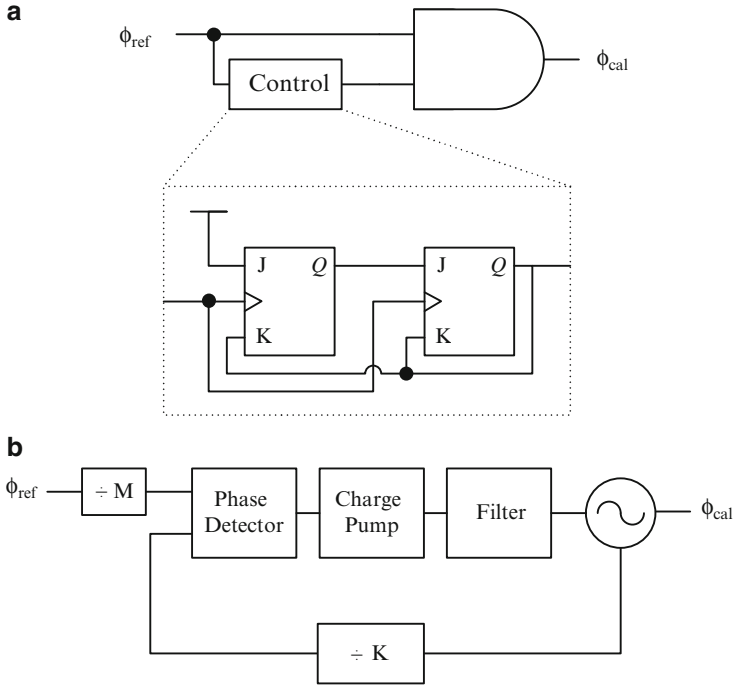 a
ϕref
Control
ϕcal
J Q J Q
K K
b
ϕref
÷ M
Phase
Detector
Charge
Pump
Filter
ϕcal
÷ K